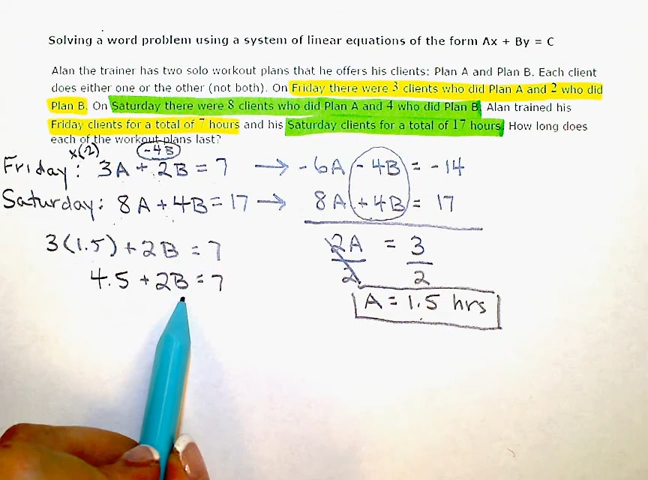 Solving a word problem using a system of linear equations of the form Ax + By = C
Alan the trainer has two solo workout plans that he offers his clients: Plan A and Plan B. Each client
does either one or the other (not both). On Friday there were 3 clients who did Plan A and 2 who did
Plan B. On Saturday there were 8 clients who did Plan A and 4 who did Plan B. Alan trained his
Friday clients for a total of 7 hours and his Saturday clients for a total of 17 hours. How long does
each of the workout plans last?
x(-2) -4B
Friday: 3A + 2B = 7 → -6A - 4B = -14
Saturday: 8A + 4B = 17 → 8A + 4B = 17
3(1.5) + 2B = 7
2A = 3
2 2
4.5 + 2B = 7
A = 1.5 hrs